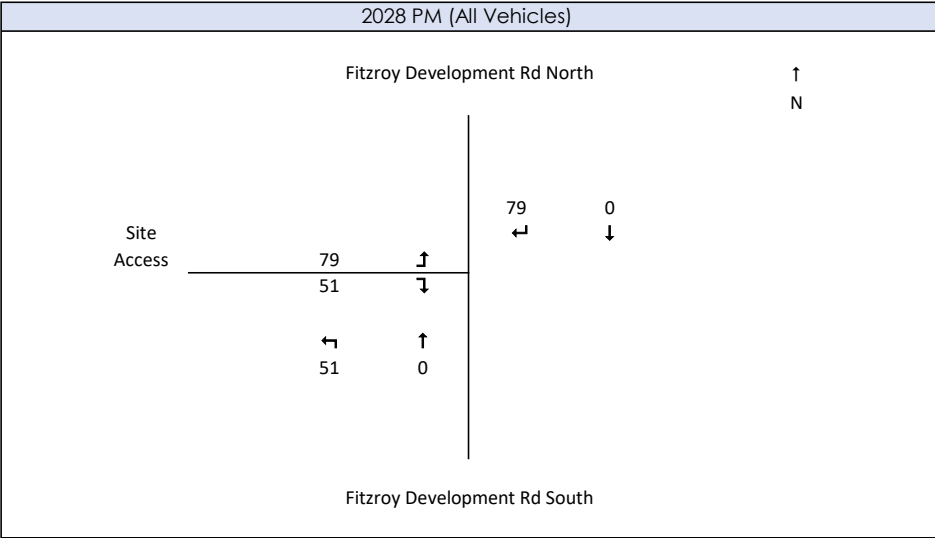 2028 PM (All Vehicles)
Fitzroy Development Rd North
↑
N
79 0
↵ ↓
Site
Access
79 ⮥
51 ⮧
↰ ↑
51 0
Fitzroy Development Rd South